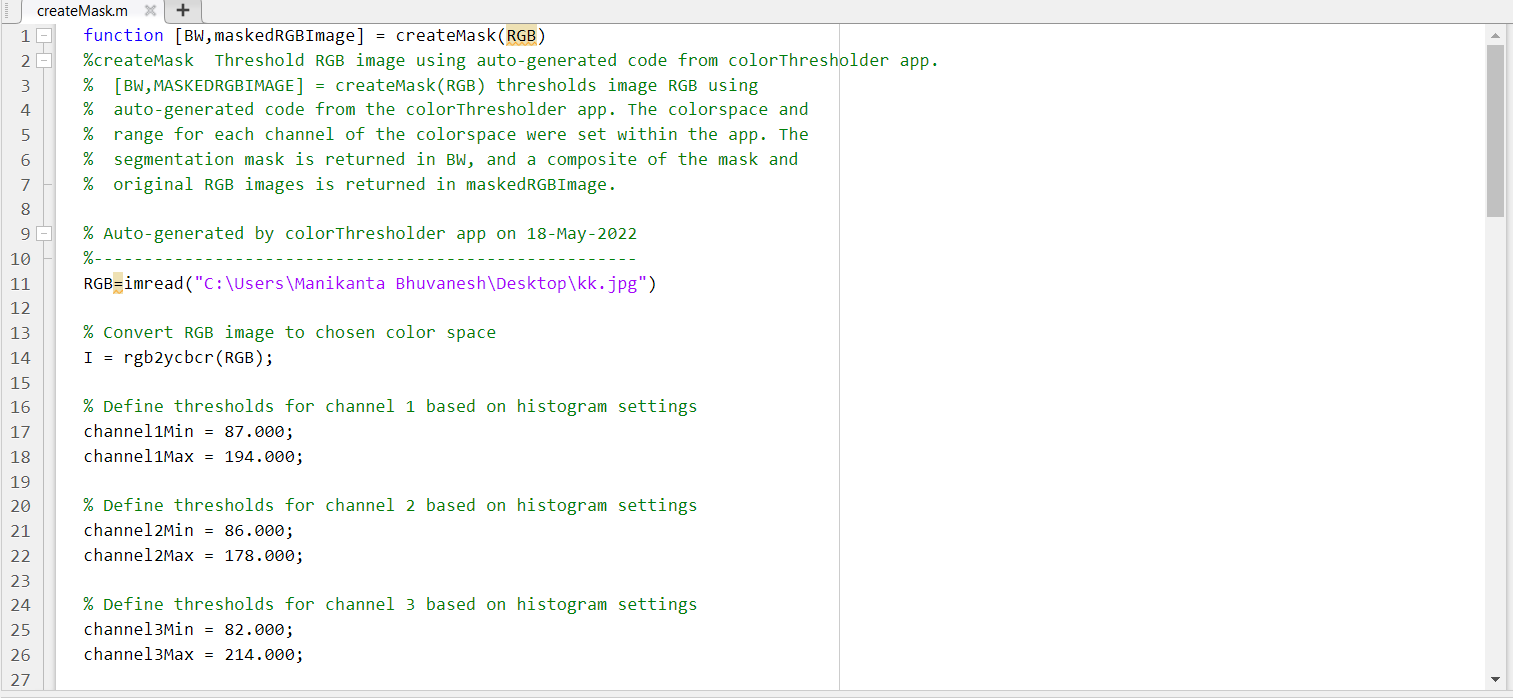 createMask.m
1 function [BW,maskedRGBImage] = createMask(RGB)
2 %createMask  Threshold RGB image using auto-generated code from colorThresholder app.
3 %  [BW,MASKEDRGBIMAGE] = createMask(RGB) thresholds image RGB using
4 %  auto-generated code from the colorThresholder app. The colorspace and
5 %  range for each channel of the colorspace were set within the app. The
6 %  segmentation mask is returned in BW, and a composite of the mask and
7 %  original RGB images is returned in maskedRGBImage.
8
9 % Auto-generated by colorThresholder app on 18-May-2022
10 %------------------------------------------------------
11 RGB=imread("C:\Users\Manikanta Bhuvanesh\Desktop\kk.jpg")
12
13 % Convert RGB image to chosen color space
14 I = rgb2ycbcr(RGB);
15
16 % Define thresholds for channel 1 based on histogram settings
17 channel1Min = 87.000;
18 channel1Max = 194.000;
19
20 % Define thresholds for channel 2 based on histogram settings
21 channel2Min = 86.000;
22 channel2Max = 178.000;
23
24 % Define thresholds for channel 3 based on histogram settings
25 channel3Min = 82.000;
26 channel3Max = 214.000;
27